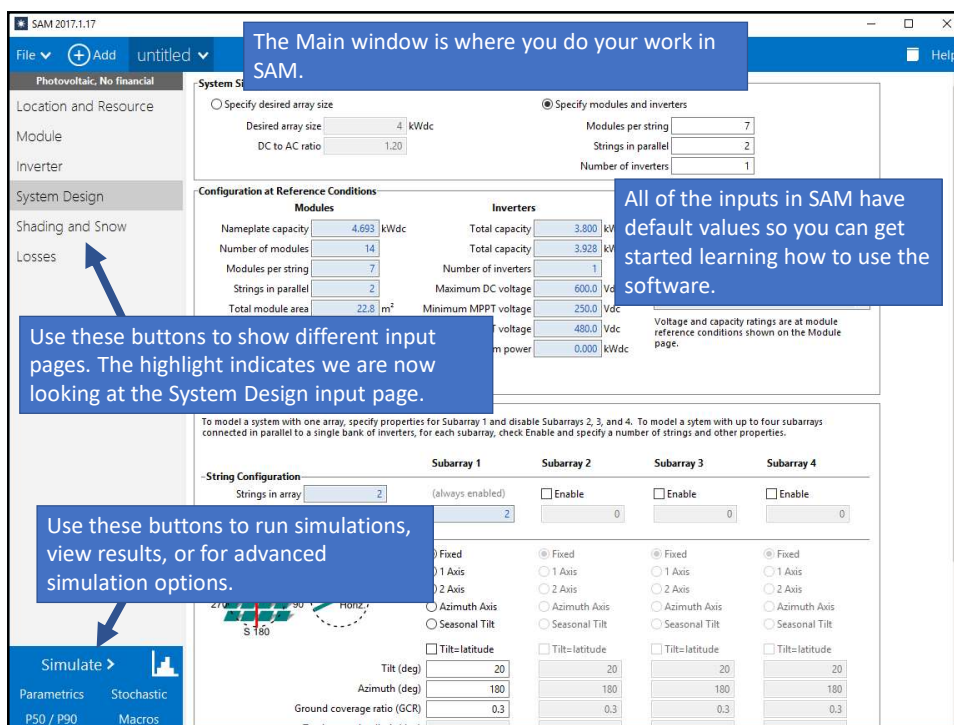 SAM 2017.1.17
File Add untitled Help
The Main window is where you do your work in
SAM.
Photovoltaic, No financial
Location and Resource
Module
Inverter
System Design
Shading and Snow
Losses
Specify desired array size Specify modules and inverters
Desired array size 4 kWdc Modules per string 7
DC to AC ratio 1.20 Strings in parallel 2
Number of inverters 1
Configuration at Reference Conditions
Modules Inverters
Nameplate capacity 4.693 kWdc Total capacity 3.800
Number of modules 14 Total capacity 3.928
Modules per string 7 Number of inverters 1
Strings in parallel 2 Maximum DC voltage 600.0
Total module area 22.8 m² Minimum MPPT voltage 250.0 Vdc
voltage 480.0 Vdc
power 0.000 kWdc
All of the inputs in SAM have
default values so you can get
started learning how to use the
software.
Voltage and capacity ratings are at module
reference conditions shown on the Module
page.
Use these buttons to show different input
pages. The highlight indicates we are now
looking at the System Design input page.
To model a system with one array, specify properties for Subarray 1 and disable Subarrays 2, 3, and 4. To model a sytem with up to four subarrays
connected in parallel to a single bank of inverters, for each subarray, check Enable and specify a number of strings and other properties.
Subarray 1 Subarray 2 Subarray 3 Subarray 4
String Configuration
Strings in array 2 (always enabled) Enable Enable Enable
2 0 0 0
Use these buttons to run simulations,
view results, or for advanced
simulation options.
Fixed Fixed Fixed Fixed
1 Axis 1 Axis 1 Axis 1 Axis
2 Axis 2 Axis 2 Axis 2 Axis
Azimuth Axis Azimuth Axis Azimuth Axis Azimuth Axis
Seasonal Tilt Seasonal Tilt Seasonal Tilt Seasonal Tilt
270 90 Horiz.
S 180
Tilt=latitude Tilt=latitude Tilt=latitude Tilt=latitude
Tilt (deg) 20 20 20 20
Azimuth (deg) 180 180 180 180
Ground coverage ratio (GCR) 0.3 0.3 0.3 0.3
Simulate >
Parametrics Stochastic
P50 / P90 Macros